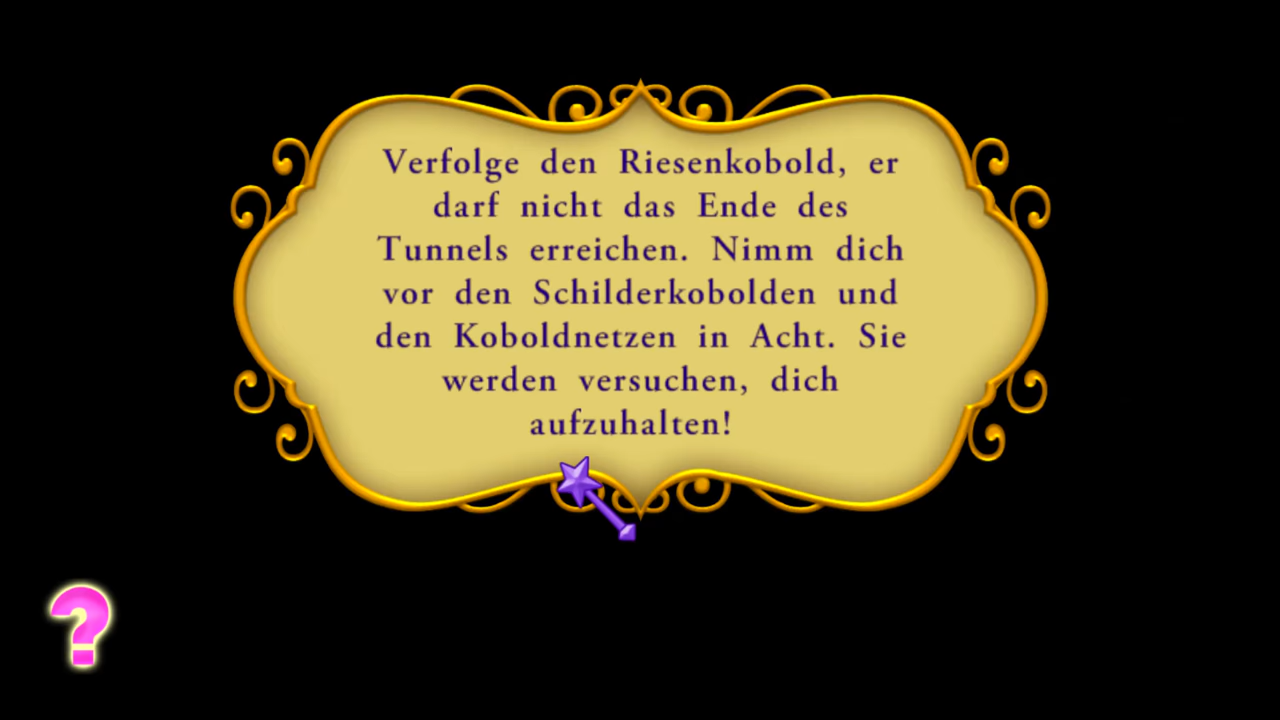 Verfolge den Riesenkobold, er
darf nicht das Ende des
Tunnels erreichen. Nimm dich
vor den Schilderkobolden und
den Koboldnetzen in Acht. Sie
werden versuchen, dich
aufzuhalten!
?